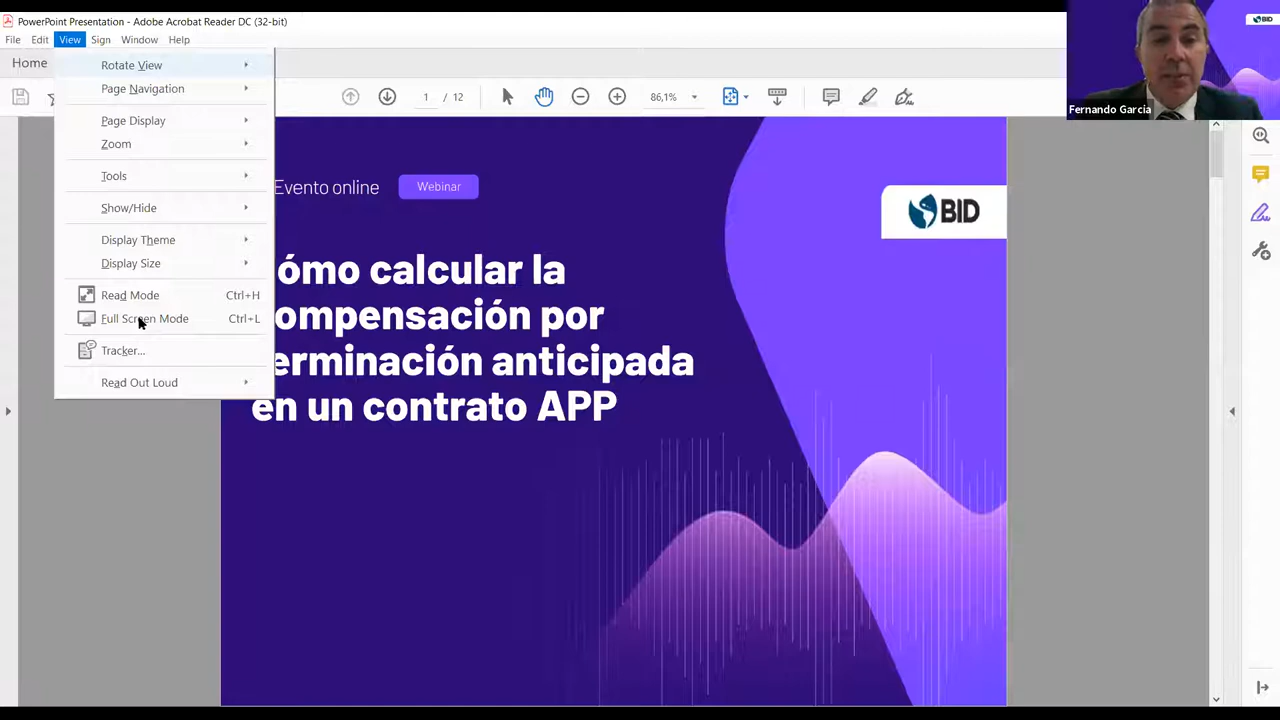 PowerPoint Presentation - Adobe Acrobat Reader DC (32-bit)
File Edit View Sign Window Help
Home
Rotate View
Page Navigation
Page Display
Zoom
Tools
Show/Hide
Display Theme
Display Size
Read Mode Ctrl+H
Full Screen Mode Ctrl+L
Tracker...
Read Out Loud
1 / 12
86,1%
Evento online Webinar
BID
ómo calcular la
ompensación por
erminación anticipada
en un contrato APP
BID
Fernando García